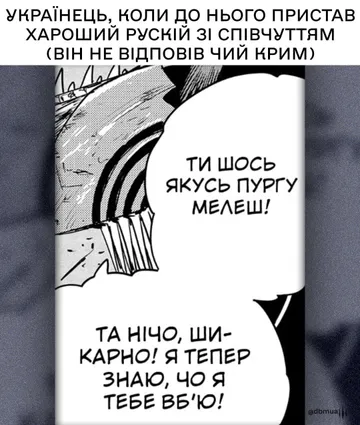 УКРАЇНЕЦЬ, КОЛИ ДО НЬОГО ПРИСТАВ
ХАРОШИЙ РУСКІЙ ЗІ СПІВЧУТТЯМ
(ВІН НЕ ВІДПОВІВ ЧИЙ КРИМ)
ТИ ШОСЬ
ЯКУСЬ ПУРГУ
МЕЛЕШ!
ТА НІЧО, ШИ-
КАРНО! Я ТЕПЕР
ЗНАЮ, ЧО Я
ТЕБЕ ВБ'Ю!
@dbmua